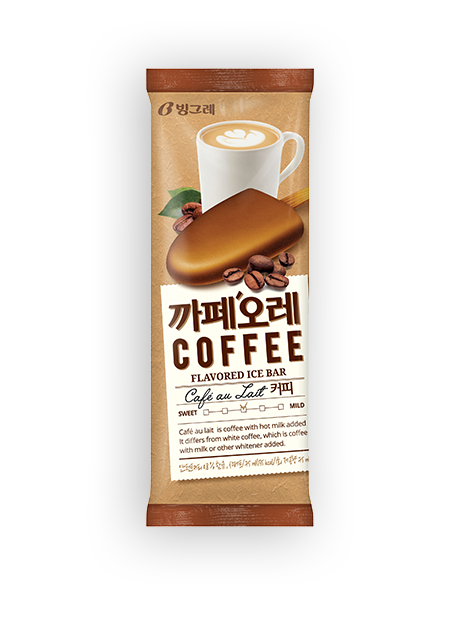 빙그레
까페오레
COFFEE
FLAVORED ICE BAR
Café au Lait 커피
SWEET MILD
Café au lait is coffee with hot milk added
It differs from white coffee, which is coffee
with milk or other whitener added.